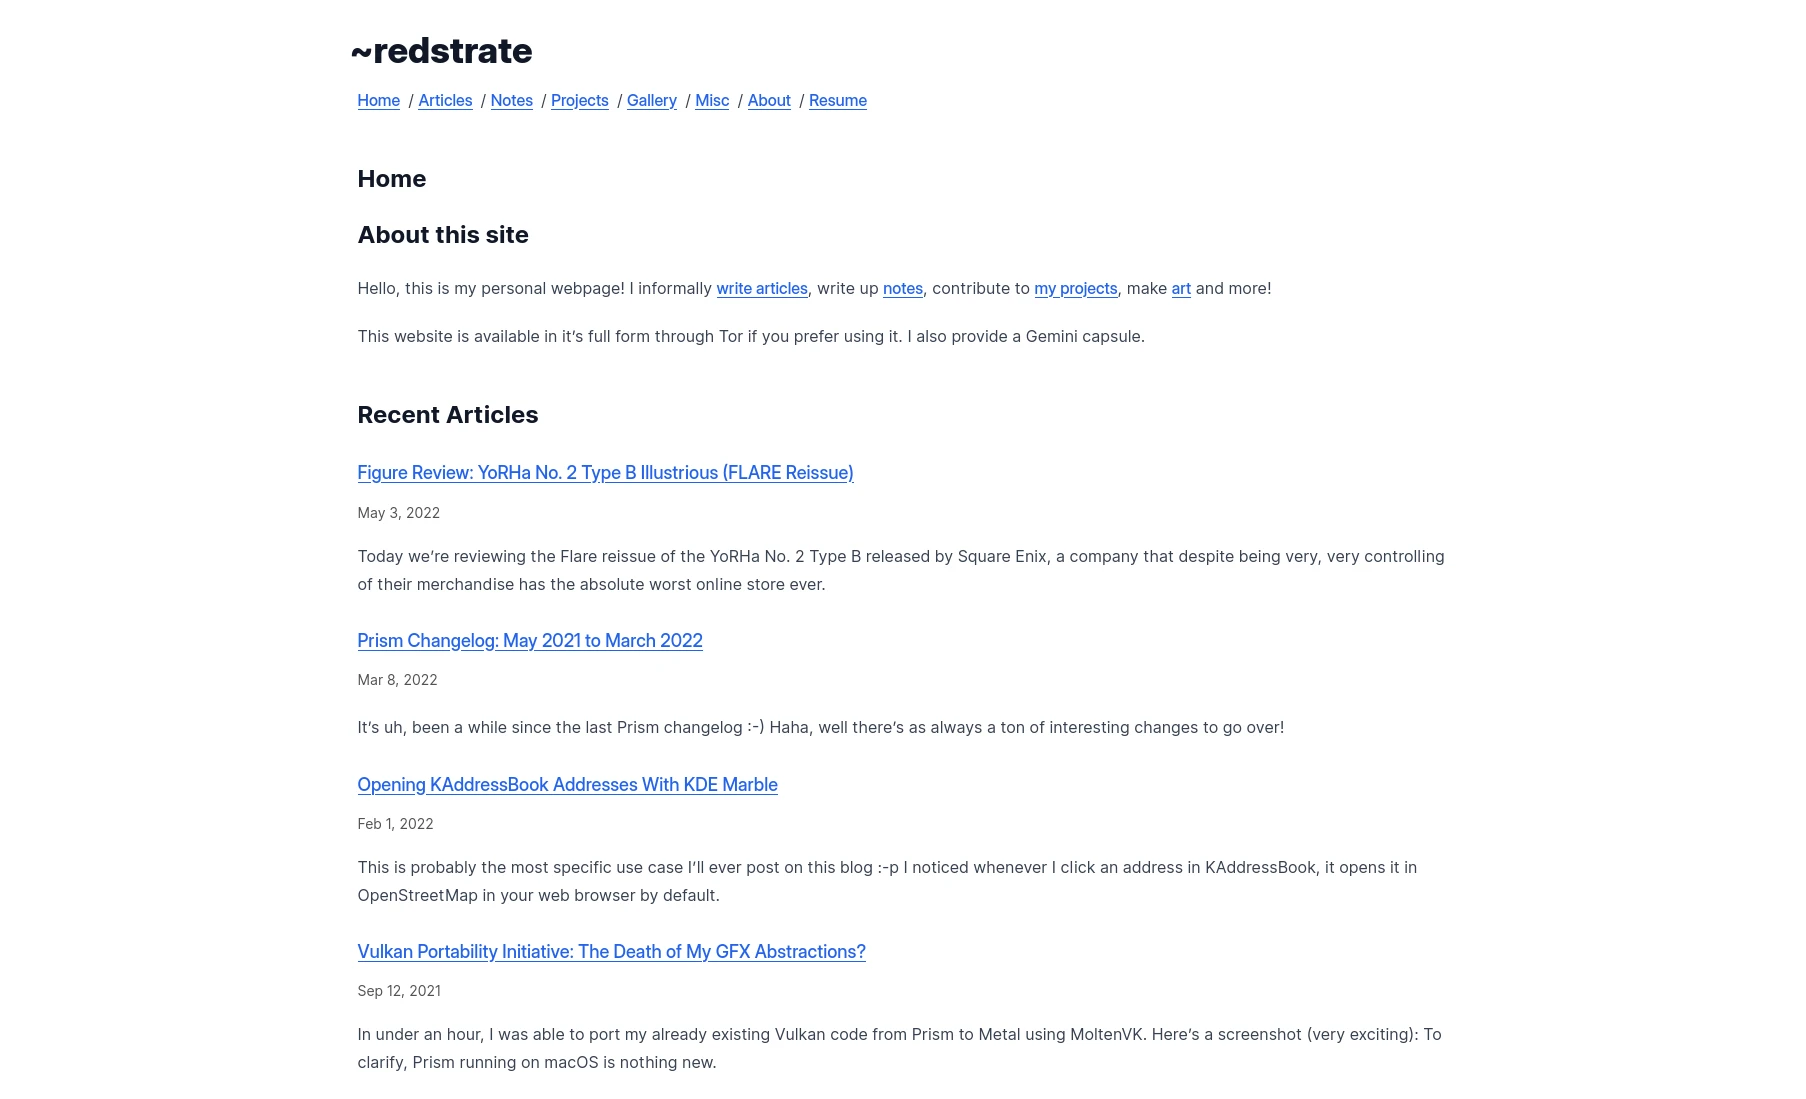 ~redstrate
Home / Articles / Notes / Projects / Gallery / Misc / About / Resume
Home
About this site
Hello, this is my personal webpage! I informally write articles, write up notes, contribute to my projects, make art and more!
This website is available in it's full form through Tor if you prefer using it. I also provide a Gemini capsule.
Recent Articles
Figure Review: YoRHa No. 2 Type B Illustrious (FLARE Reissue)
May 3, 2022
Today we're reviewing the Flare reissue of the YoRHa No. 2 Type B released by Square Enix, a company that despite being very, very controlling
of their merchandise has the absolute worst online store ever.
Prism Changelog: May 2021 to March 2022
Mar 8, 2022
It's uh, been a while since the last Prism changelog :-) Haha, well there's as always a ton of interesting changes to go over!
Opening KAddressBook Addresses With KDE Marble
Feb 1, 2022
This is probably the most specific use case I'll ever post on this blog :-p I noticed whenever I click an address in KAddressBook, it opens it in
OpenStreetMap in your web browser by default.
Vulkan Portability Initiative: The Death of My GFX Abstractions?
Sep 12, 2021
In under an hour, I was able to port my already existing Vulkan code from Prism to Metal using MoltenVK. Here's a screenshot (very exciting): To
clarify, Prism running on macOS is nothing new.